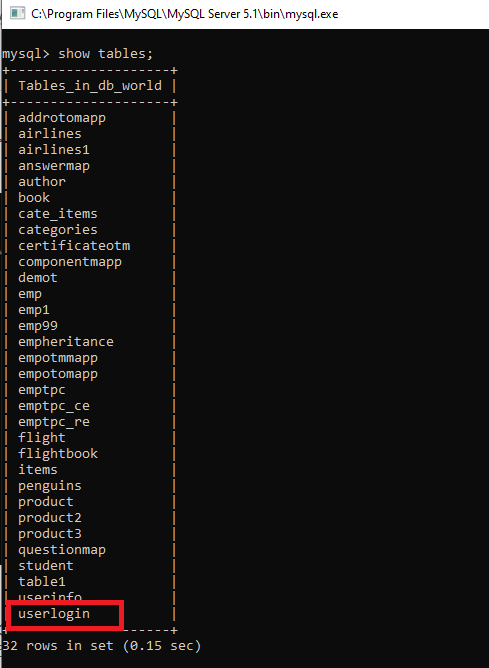 C:\Program Files\MySQL\MySQL Server 5.1\bin\mysql.exe
mysql> show tables;
+--------------------+
| Tables_in_db_world |
+--------------------+
| addrotomapp        |
| airlines           |
| airlines1          |
| answermap          |
| author             |
| book               |
| cate_items         |
| categories         |
| certificateotm     |
| componentmapp      |
| demot              |
| emp                |
| emp1               |
| emp99              |
| empheritance       |
| empotmmapp         |
| empotomapp         |
| emptpc             |
| emptpc_ce          |
| emptpc_re          |
| flight             |
| flightbook         |
| items              |
| penguins           |
| product            |
| product2           |
| product3           |
| questionmap        |
| student            |
| table1             |
| userinfo           |
| userlogin          |
+--------------------+
32 rows in set (0.15 sec)